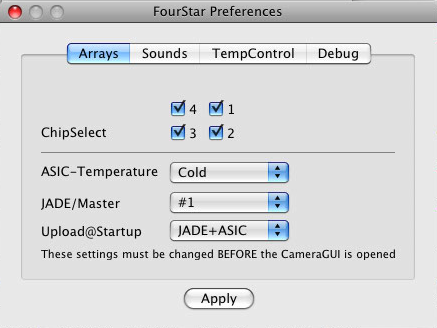 FourStar Preferences
Arrays Sounds TempControl Debug
4 1
ChipSelect 3 2
ASIC-Temperature Cold
JADE/Master #1
Upload@Startup JADE+ASIC
These settings must be changed BEFORE the CameraGUI is opened
Apply